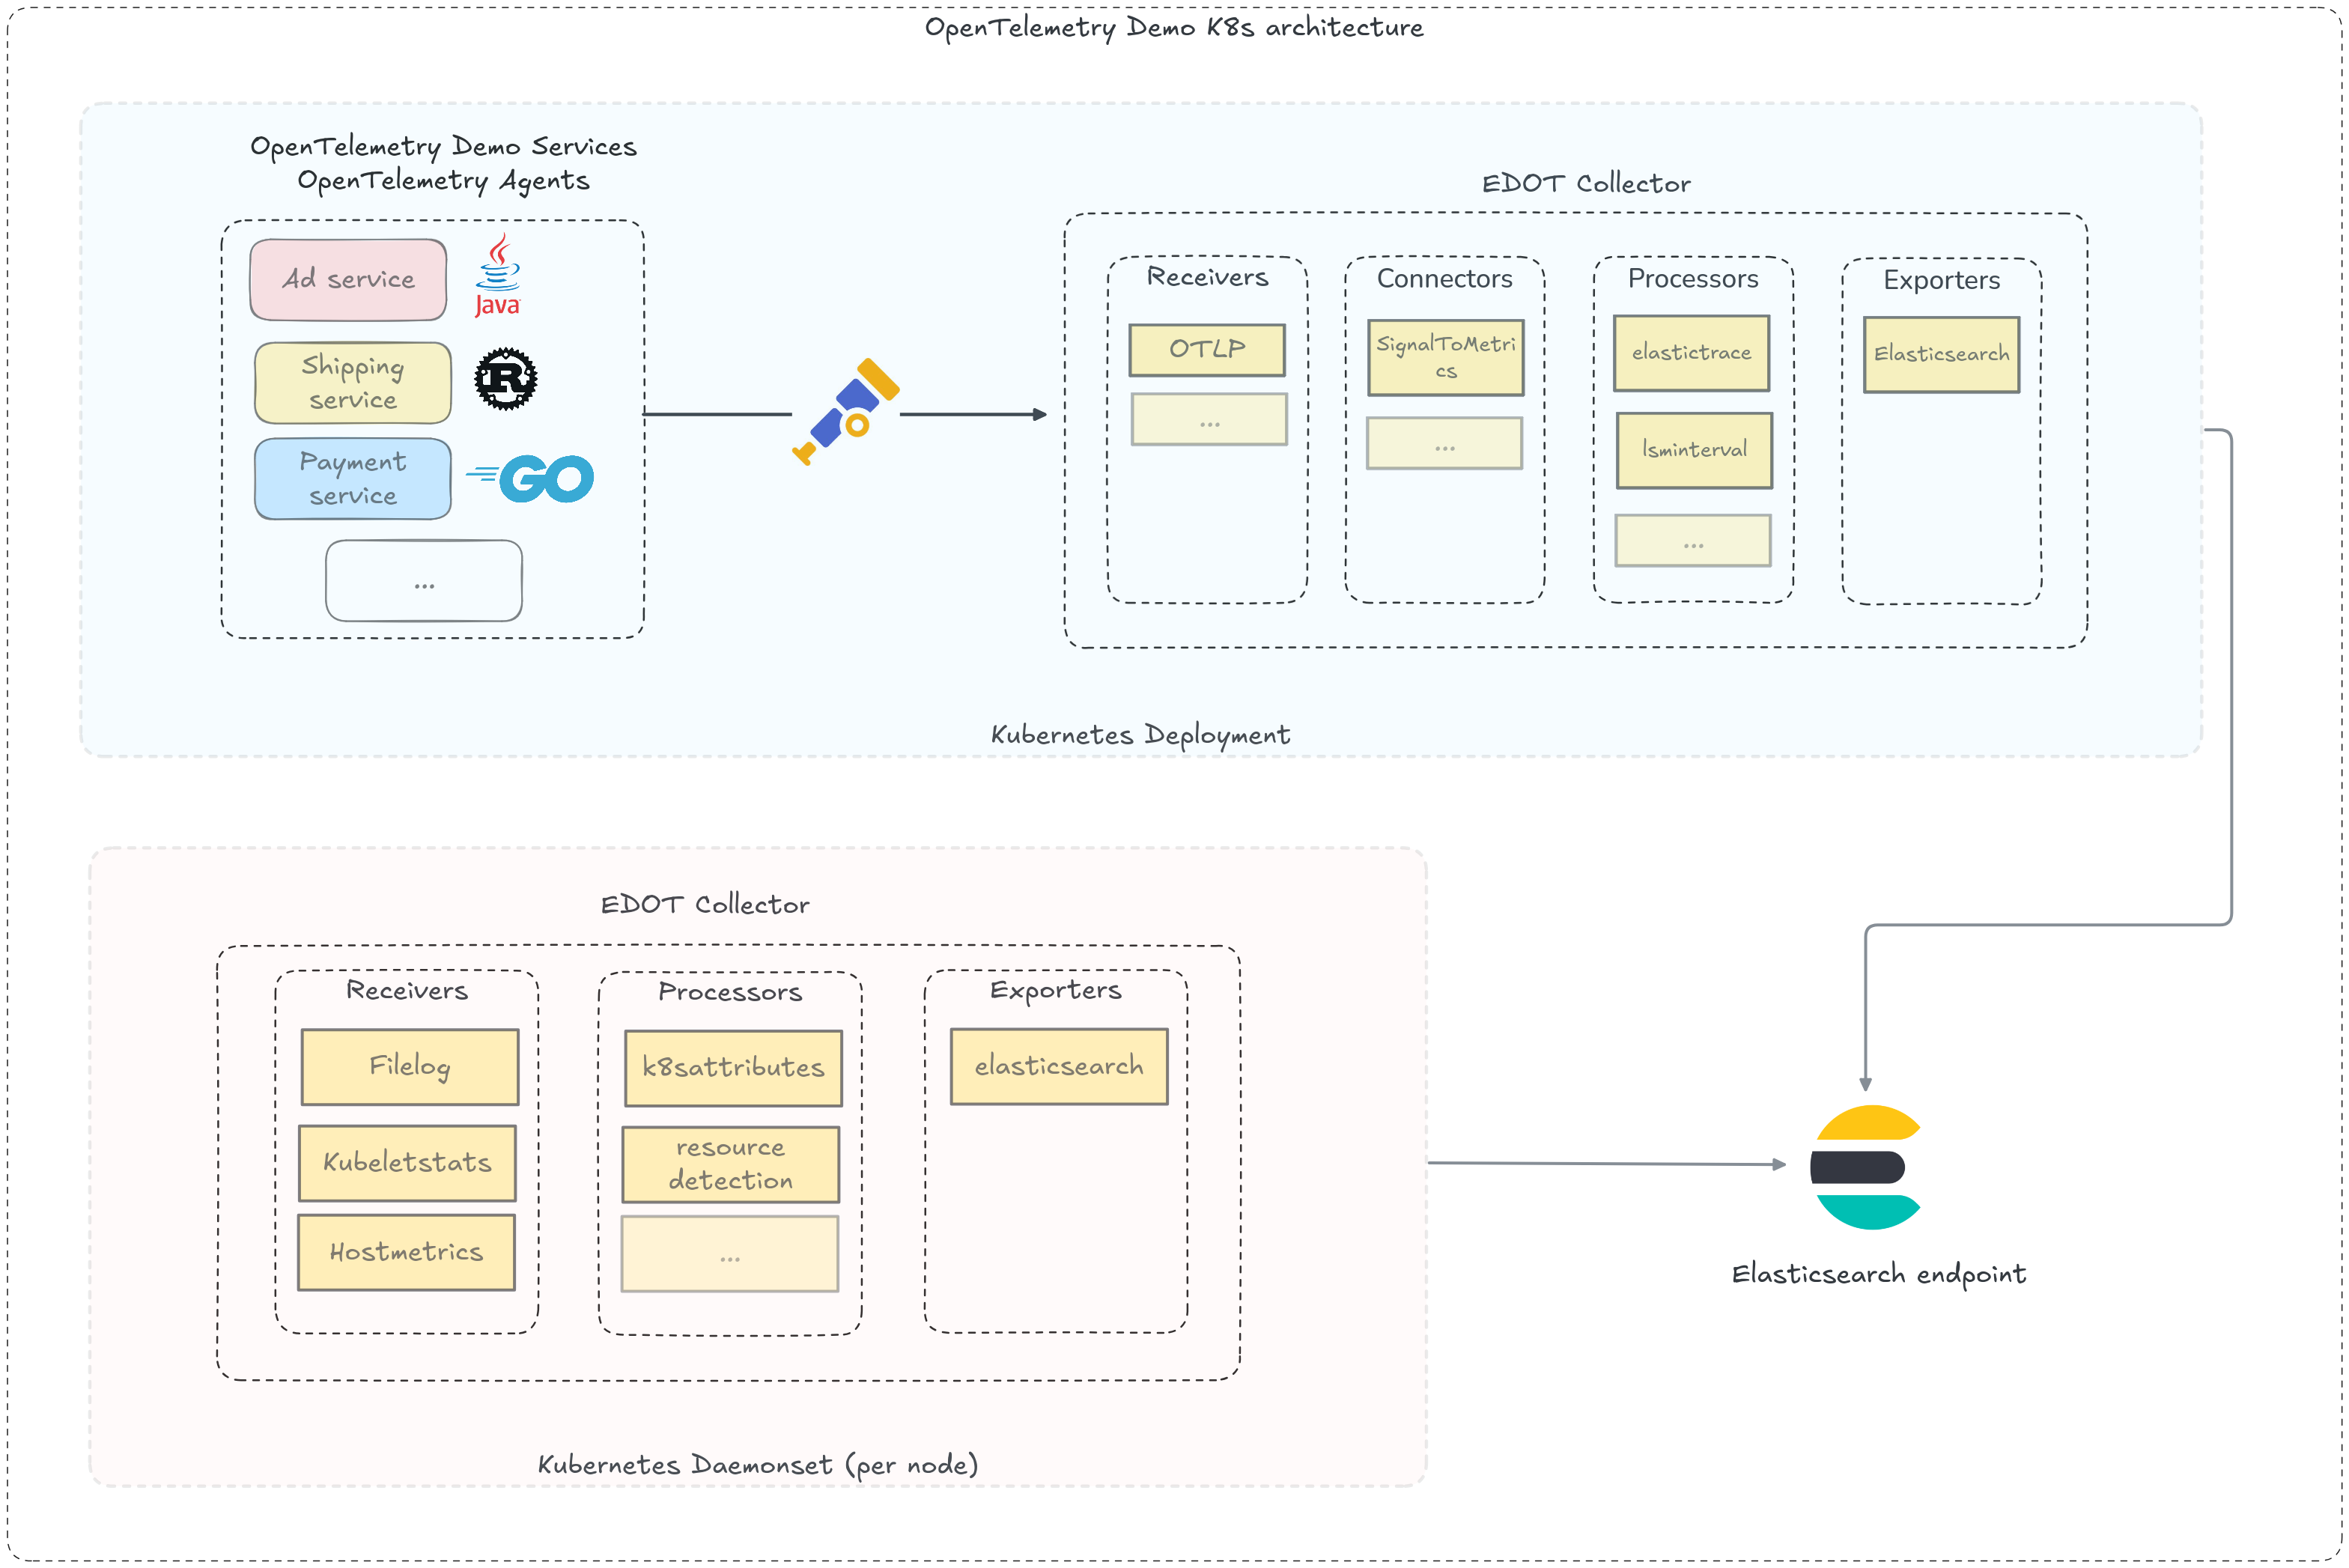 OpenTelemetry Demo K8s architecture
OpenTelemetry Demo Services
OpenTelemetry Agents
Ad service
Java
Shipping
service
R
Payment
service
GO
...
EDOT Collector
Receivers
OTLP
...
Connectors
SignalToMetri
cs
...
Processors
elastictrace
lsminterval
...
Exporters
Elasticsearch
Kubernetes Deployment
EDOT Collector
Receivers
Filelog
Kubeletstats
Hostmetrics
Processors
k8sattributes
resource
detection
...
Exporters
elasticsearch
Kubernetes Daemonset (per node)
Elasticsearch endpoint